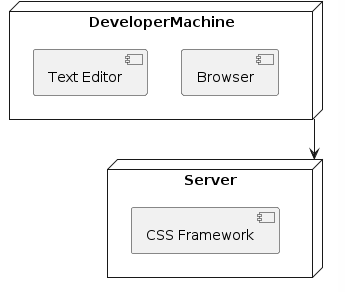 DeveloperMachine
Text Editor
Browser
Server
CSS Framework